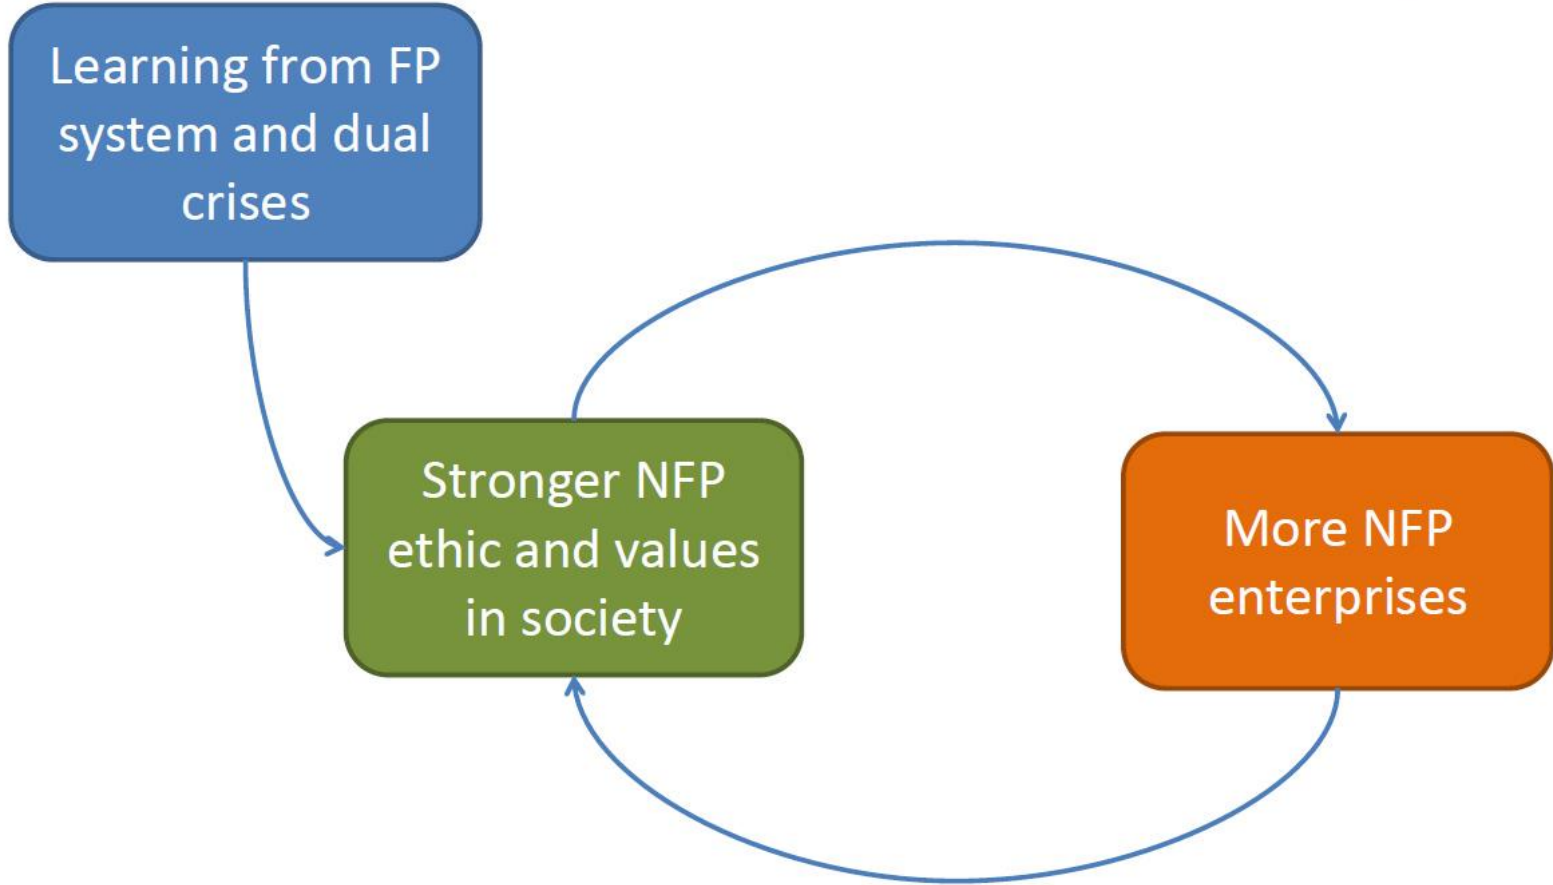 Learning from FP
system and dual
crises
Stronger NFP
ethic and values
in society
More NFP
enterprises